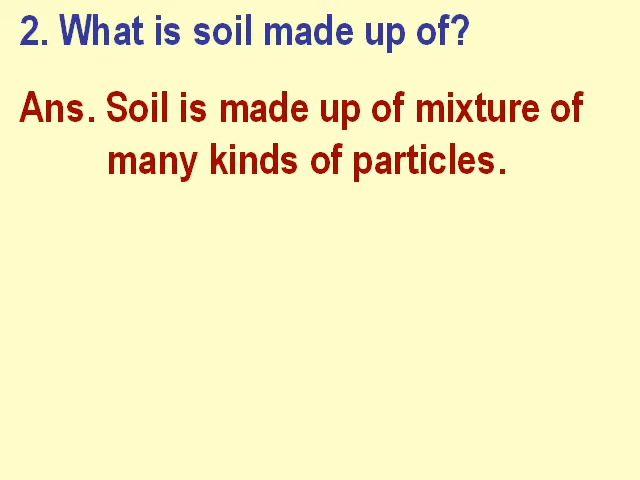 2. What is soil made up of?
Ans. Soil is made up of mixture of
many kinds of particles.